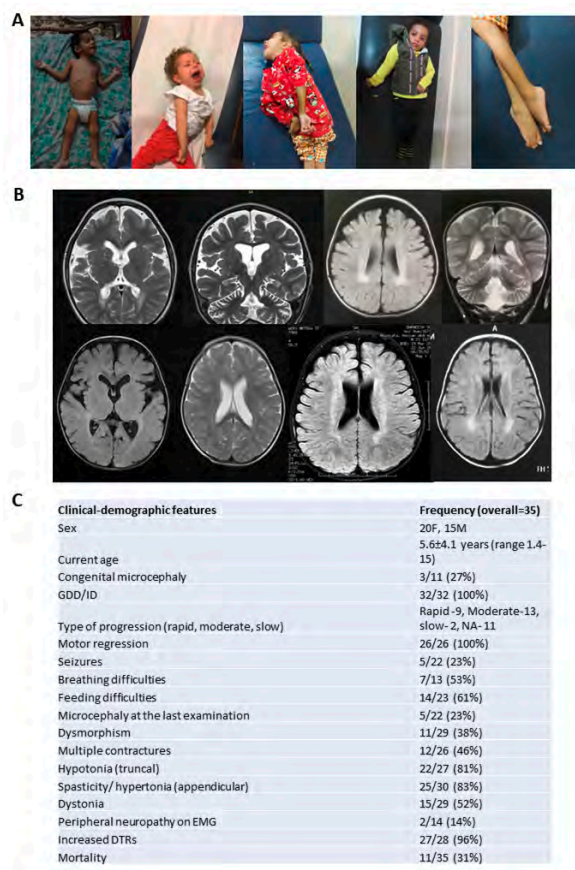 A
B
A
TH
C
Clinical-demographic features Frequency (overall=35)
Sex 20F, 15M
Current age 5.6±4.1 years (range 1.4-15)
Congenital microcephaly 3/11 (27%)
GDD/ID 32/32 (100%)
Type of progression (rapid, moderate, slow) Rapid -9, Moderate-13, slow- 2, NA- 11
Motor regression 26/26 (100%)
Seizures 5/22 (23%)
Breathing difficulties 7/13 (53%)
Feeding difficulties 14/23 (61%)
Microcephaly at the last examination 5/22 (23%)
Dysmorphism 11/29 (38%)
Multiple contractures 12/26 (46%)
Hypotonia (truncal) 22/27 (81%)
Spasticity/ hypertonia (appendicular) 25/30 (83%)
Dystonia 15/29 (52%)
Peripheral neuropathy on EMG 2/14 (14%)
Increased DTRs 27/28 (96%)
Mortality 11/35 (31%)